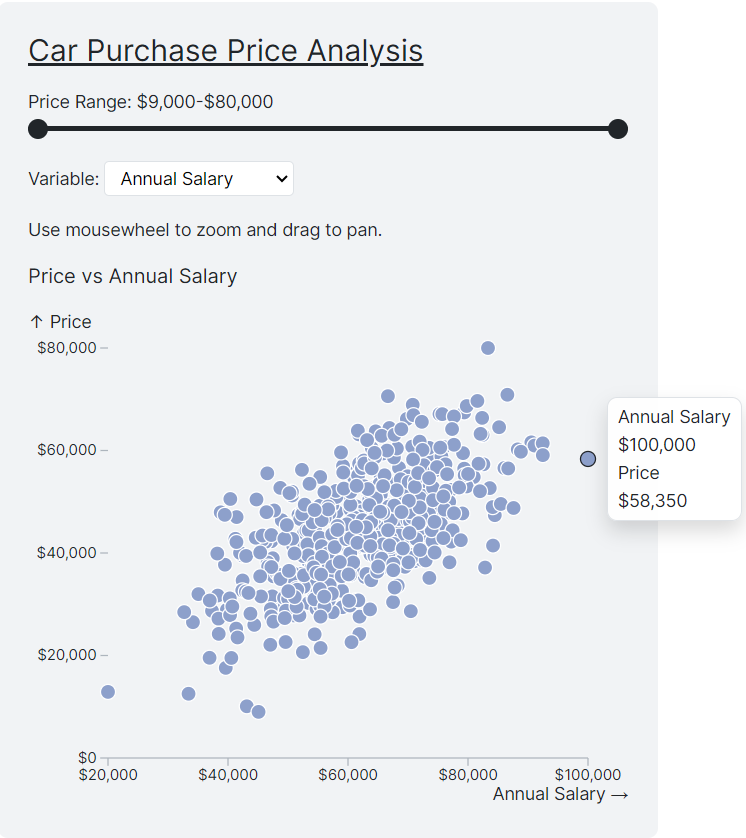 Car Purchase Price Analysis
Price Range: $9,000-$80,000
Variable: Annual Salary
Use mousewheel to zoom and drag to pan.
Price vs Annual Salary
↑ Price
$80,000
$60,000
$40,000
$20,000
$0
Annual Salary
$100,000
Price
$58,350
$20,000 $40,000 $60,000 $80,000 $100,000
Annual Salary →